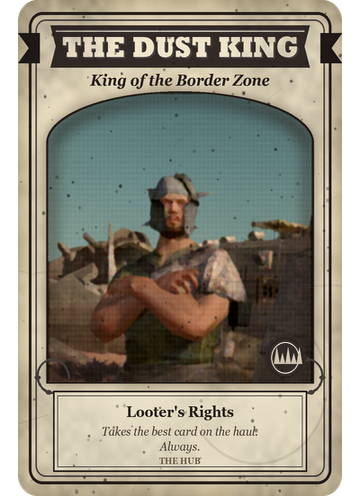 THE DUST KING
King of the Border Zone
Looter's Rights
Takes the best card on the haul.
Always.
THE HUB